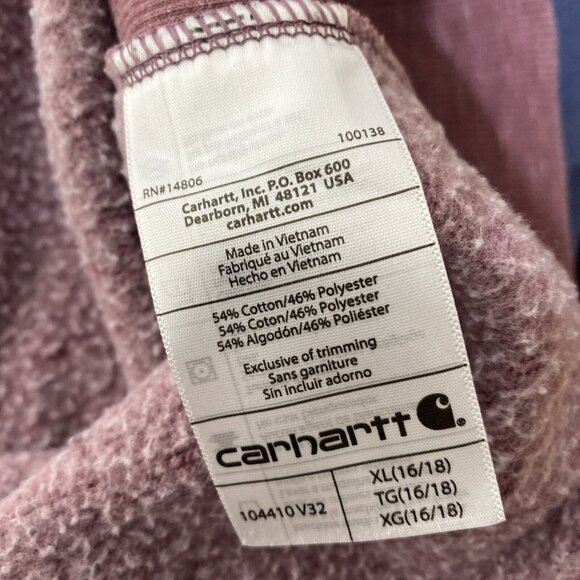 RN#14806
100138
Carhartt, Inc. P.O. Box 600
Dearborn, MI 48121 USA
carhartt.com
Made in Vietnam
Fabriqué au Vietnam
Hecho en Vietnam
54% Cotton/46% Polyester
54% Coton/46% Polyester
54% Algodón/46% Poliéster
Exclusive of trimming
Sans garniture
Sin incluir adorno
carhartt
104410 V32
XL(16/18)
TG(16/18)
XG(16/18)